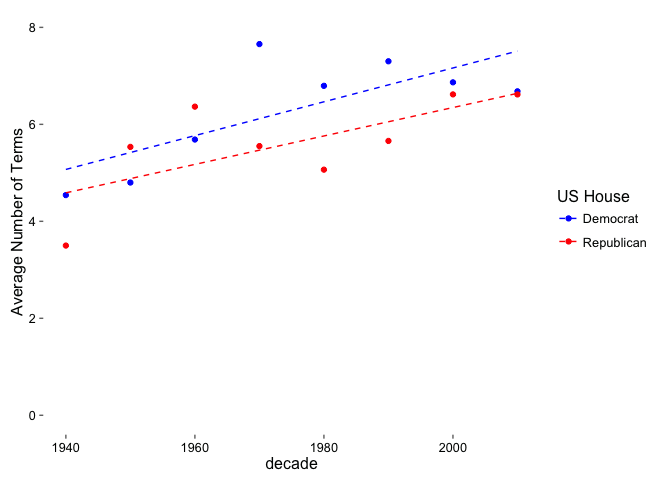 8
6
4
2
0
Average Number of Terms
1940
1960
1980
2000
decade
US House
Democrat
Republican